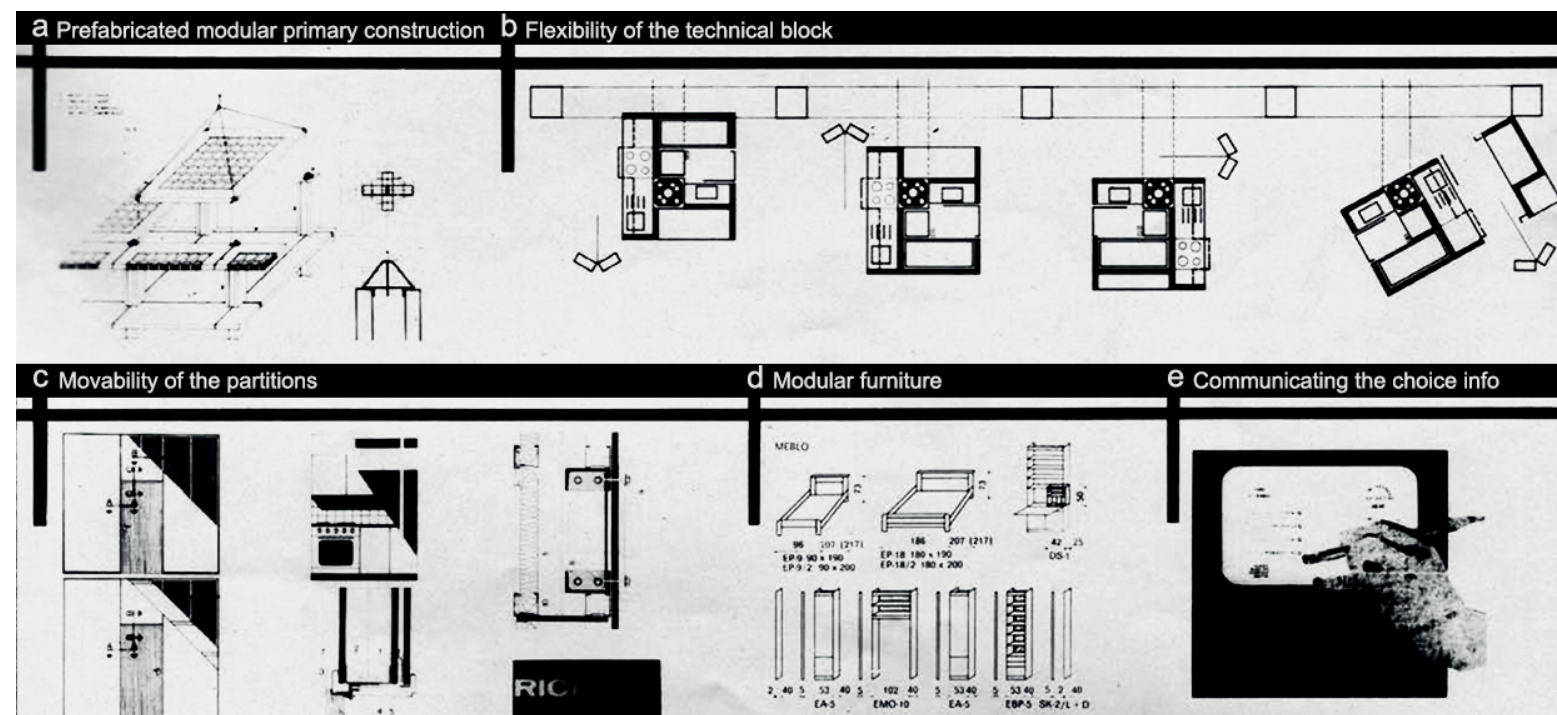 a Prefabricated modular primary construction
b Flexibility of the technical block
c Movability of the partitions
d Modular furniture
e Communicating the choice info
MEBLO
73
73
50
96 207 (217)
EP-9 90 x 190
EP-9/2 90 x 200
186 207 (217)
EP-18 180 x 190
EP-18/2 180 x 200
42 25
DS-1
2 40 5 53 40 5 102 40 5 53 40 5 53 40 5 2 40
EA-5 EMO-10 EA-5 EBP-5 SK-2/L + D
RIC